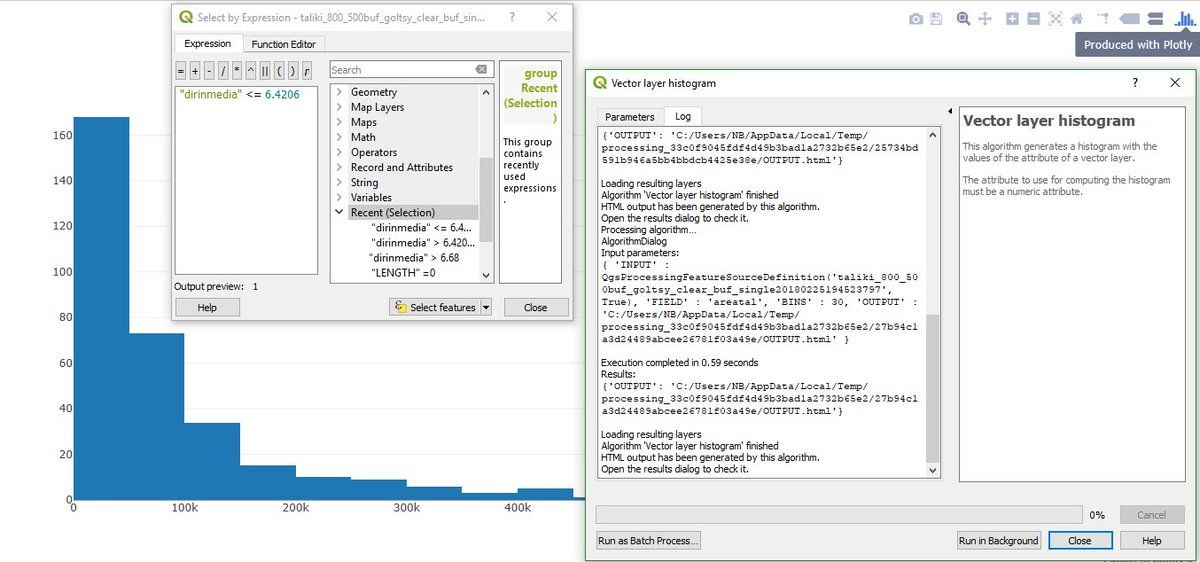 Select by Expression - taliki_800_500buf_goltsy_clear_buf_sin...
?
Expression
Function Editor
= + - / * ^ || ( )
Search
"dirinmedia" <= 6.4206
Geometry
Map Layers
Maps
Math
Operators
Record and Attributes
String
Variables
Recent (Selection)
"dirinmedia" <= 6.4...
"dirinmedia" > 6.420...
"dirinmedia" > 6.68
"LENGTH" =0
group
Recent
(Selection
)
This group
contains
recently
used
expressions
.
Output preview: 1
Help
Select features
Close
Produced with Plotly
160
140
120
100
80
60
40
20
0
0
100k
200k
300k
400k
Vector layer histogram
?
Parameters
Log
{'OUTPUT': 'C:/Users/NB/AppData/Local/Temp/
processing_33c0f9045fdf4d49b3bad1a2732b65e2/25734bd
591b946a5bb4bbdcb4425e38e/OUTPUT.html'}
Loading resulting layers
Algorithm 'Vector layer histogram' finished
HTML output has been generated by this algorithm.
Open the results dialog to check it.
Processing algorithm...
AlgorithmDialog
Input parameters:
{ 'INPUT' :
QgsProcessingFeatureSourceDefinition('taliki_800_50
0buf_goltsy_clear_buf_single20180225194523797',
True), 'FIELD' : 'areatal', 'BINS' : 30, 'OUTPUT' :
'C:/Users/NB/AppData/Local/Temp/
processing_33c0f9045fdf4d49b3bad1a2732b65e2/27b94c1
a3d24489abcee26781f03a49e/OUTPUT.html' }
Execution completed in 0.59 seconds
Results:
{'OUTPUT': 'C:/Users/NB/AppData/Local/Temp/
processing_33c0f9045fdf4d49b3bad1a2732b65e2/27b94c1
a3d24489abcee26781f03a49e/OUTPUT.html'}
Loading resulting layers
Algorithm 'Vector layer histogram' finished
HTML output has been generated by this algorithm.
Open the results dialog to check it.
Vector layer histogram
This algorithm generates a histogram with the
values of the attribute of a vector layer.
The attribute to use for computing the histogram
must be a numeric attribute.
0%
Cancel
Run as Batch Process...
Run in Background
Close
Help